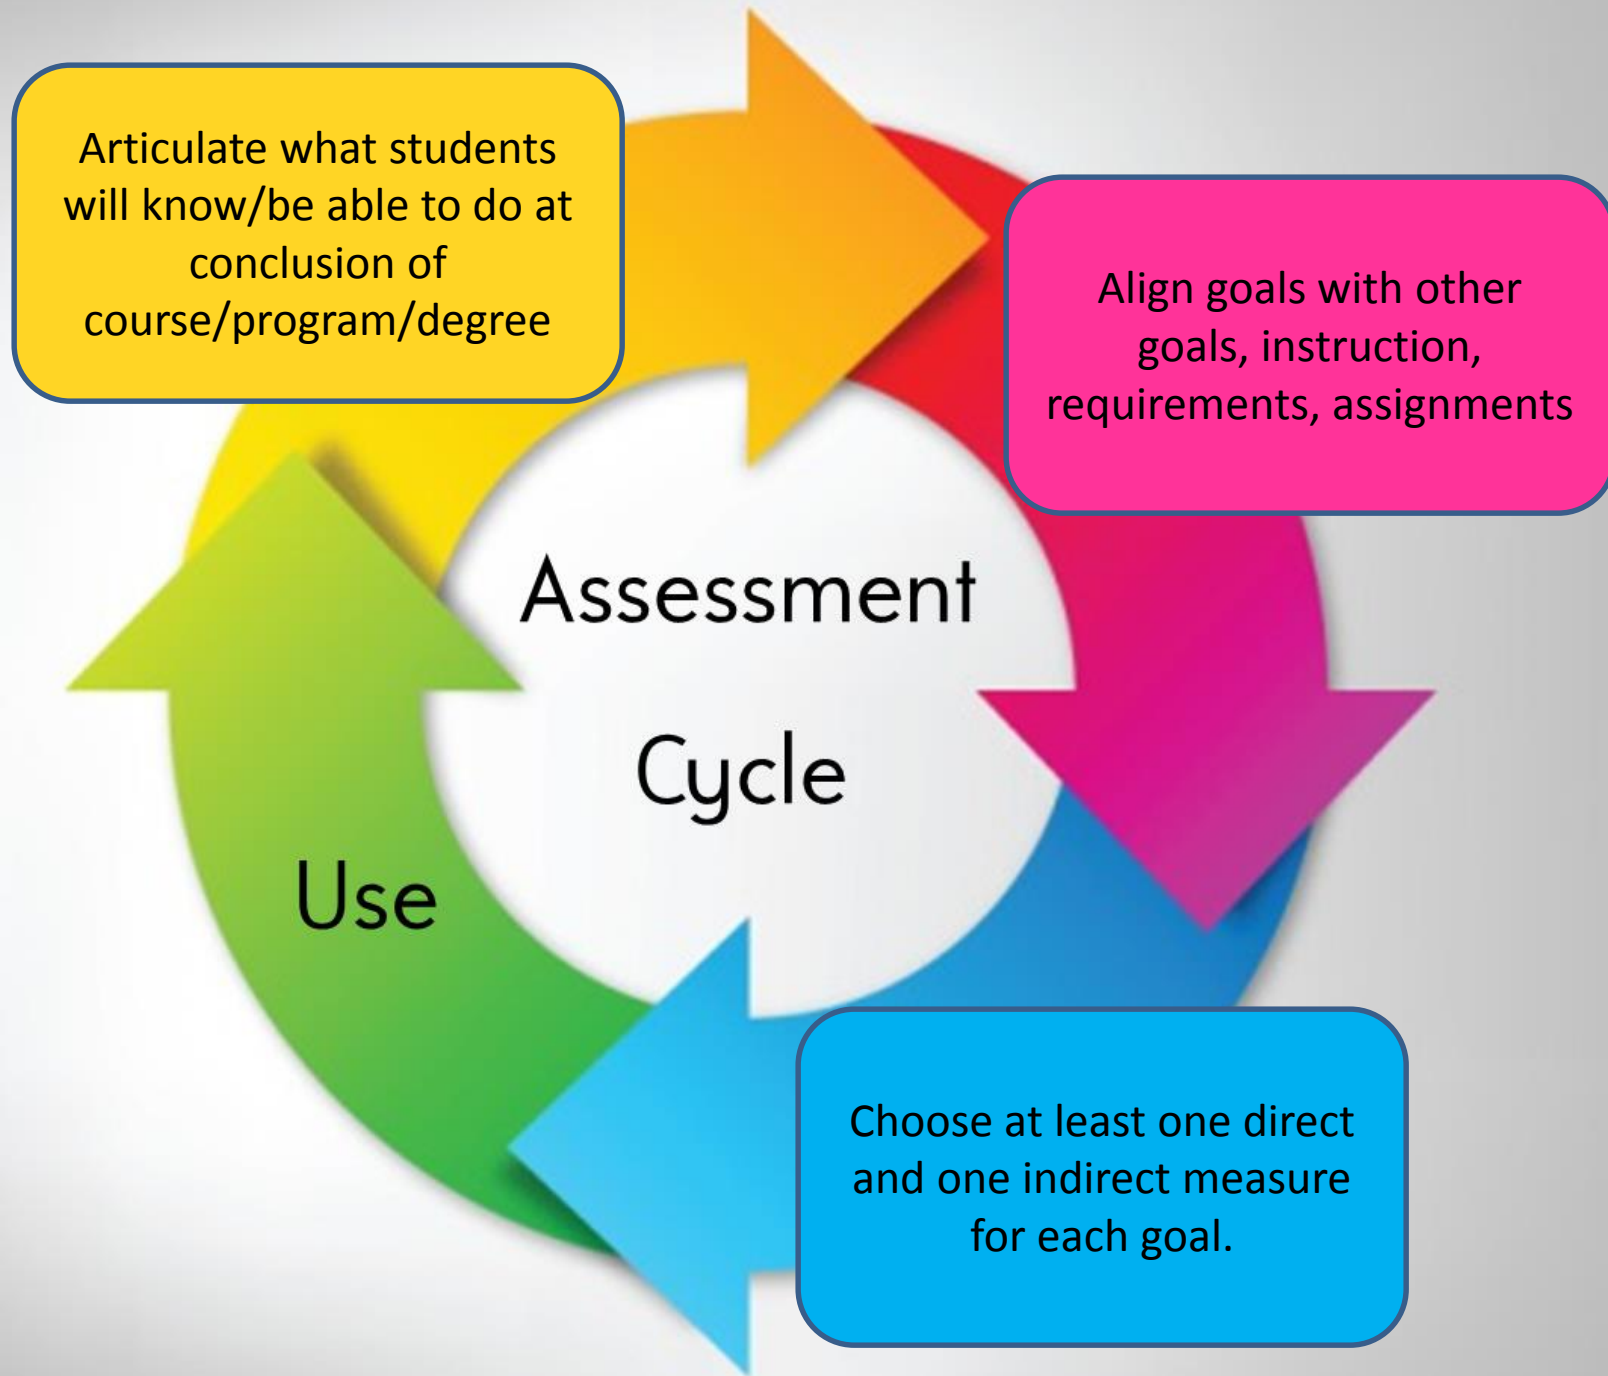 Articulate what students
will know/be able to do at
conclusion of
course/program/degree
Align goals with other
goals, instruction,
requirements, assignments
Assessment
Cycle
Use
Choose at least one direct
and one indirect measure
for each goal.